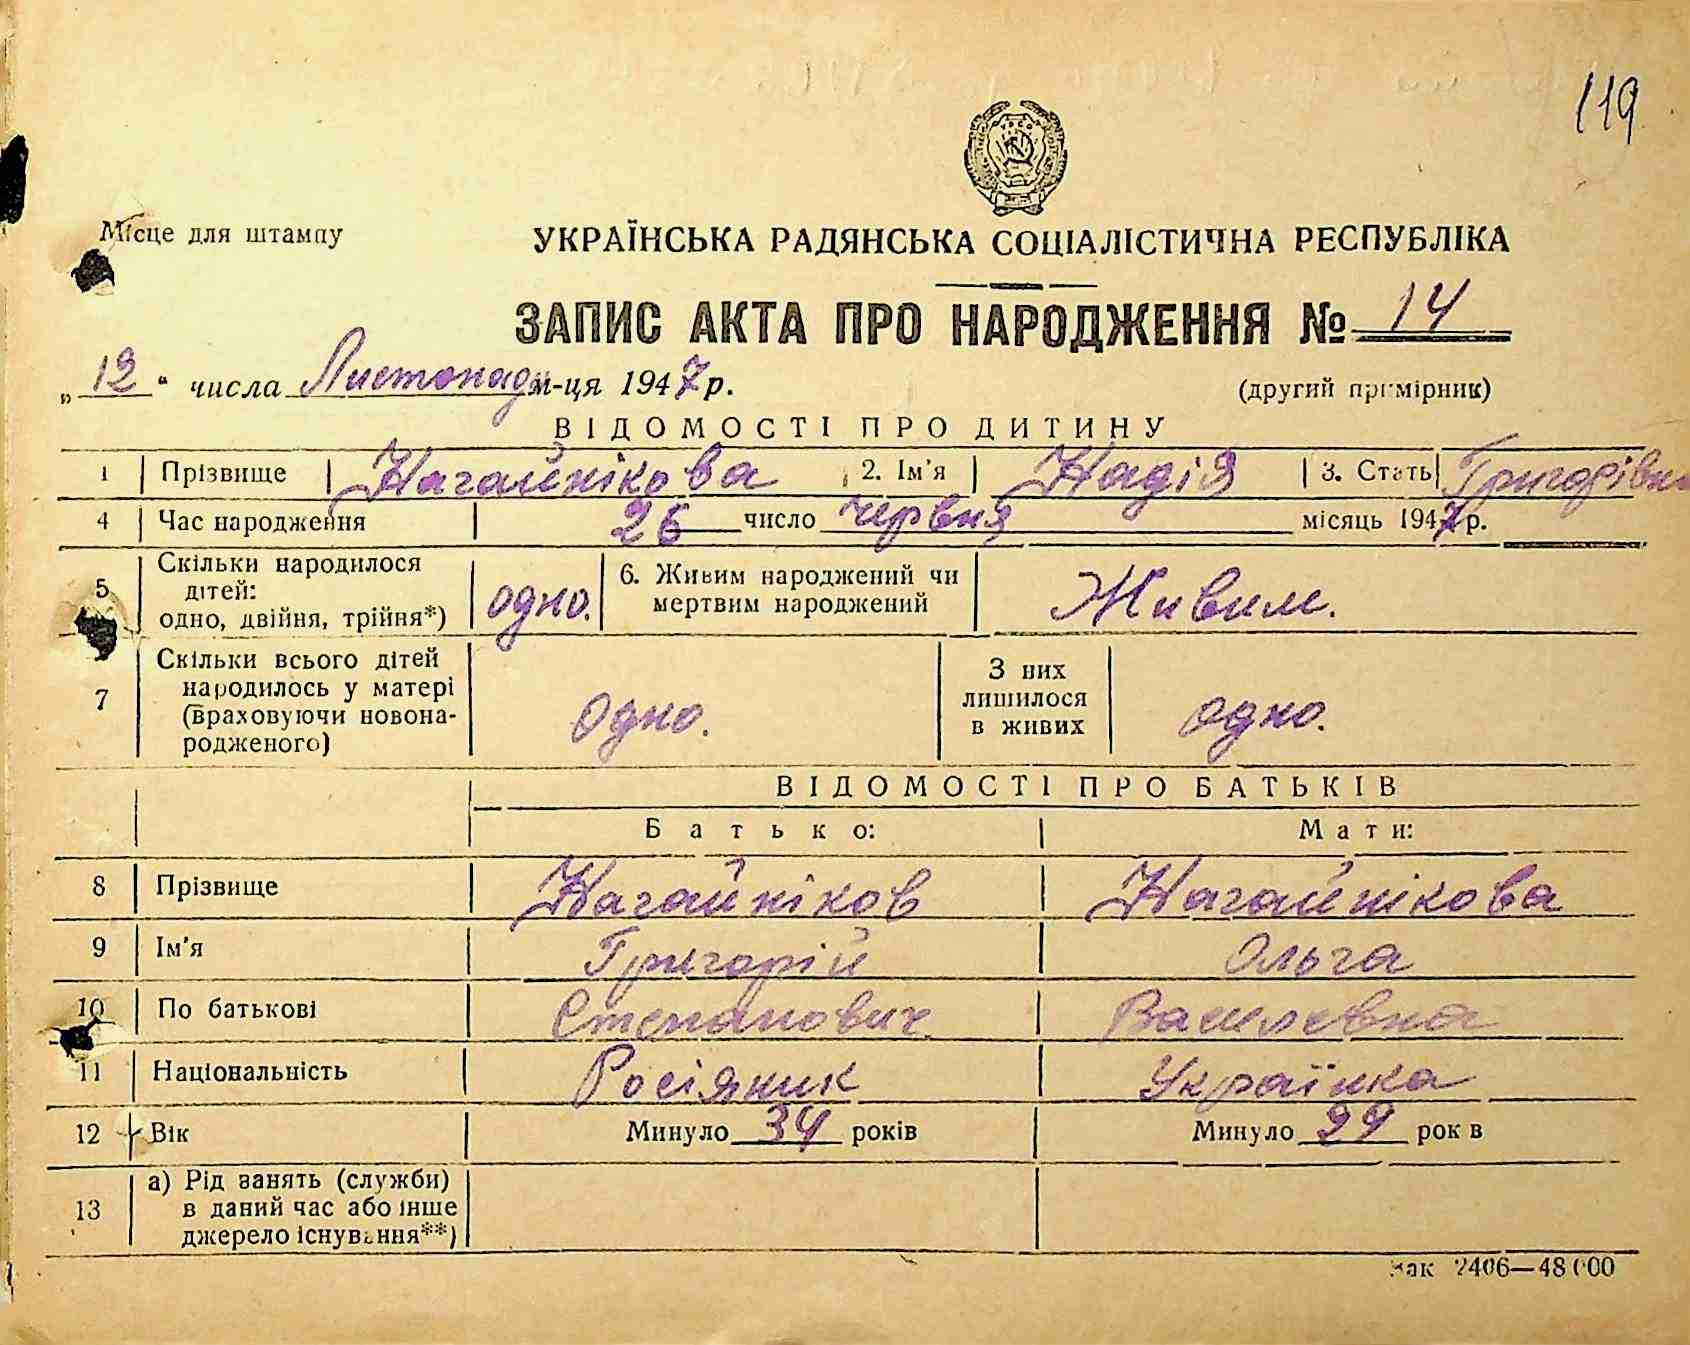 119
Місце для штампу
УКРАЇНСЬКА РАДЯНСЬКА СОЦІАЛІСТИЧНА РЕСПУБЛІКА
ЗАПИС АКТА ПРО НАРОДЖЕННЯ № 14
„12“ числа Листопада м-ця 1947 р. (другий примірник)
ВІДОМОСТІ ПРО ДИТИНУ
1 Прізвище Нагайнікова 2. Ім'я Надія 3. Стать Григорівна
4 Час народження 26 число червня місяць 1947 р.
5 Скільки народилося дітей: одно, двійня, трійня*) одно. 6. Живим народжений чи мертвим народжений Живим.
7 Скільки всього дітей народилось у матері (враховуючи новонародженого) Одно. З них лишилося в живих одно.
ВІДОМОСТІ ПРО БАТЬКІВ
Батько: Мати:
8 Прізвище Нагайніков Нагайнікова
9 Ім'я Григорій Ольга
10 По батькові Степанович Василевна
11 Національність Росіяник Українка
12 Вік Минуло 34 років Минуло 29 років
13 а) Рід занять (служби) в даний час або інше джерело існування**)
Зак 2406—48000